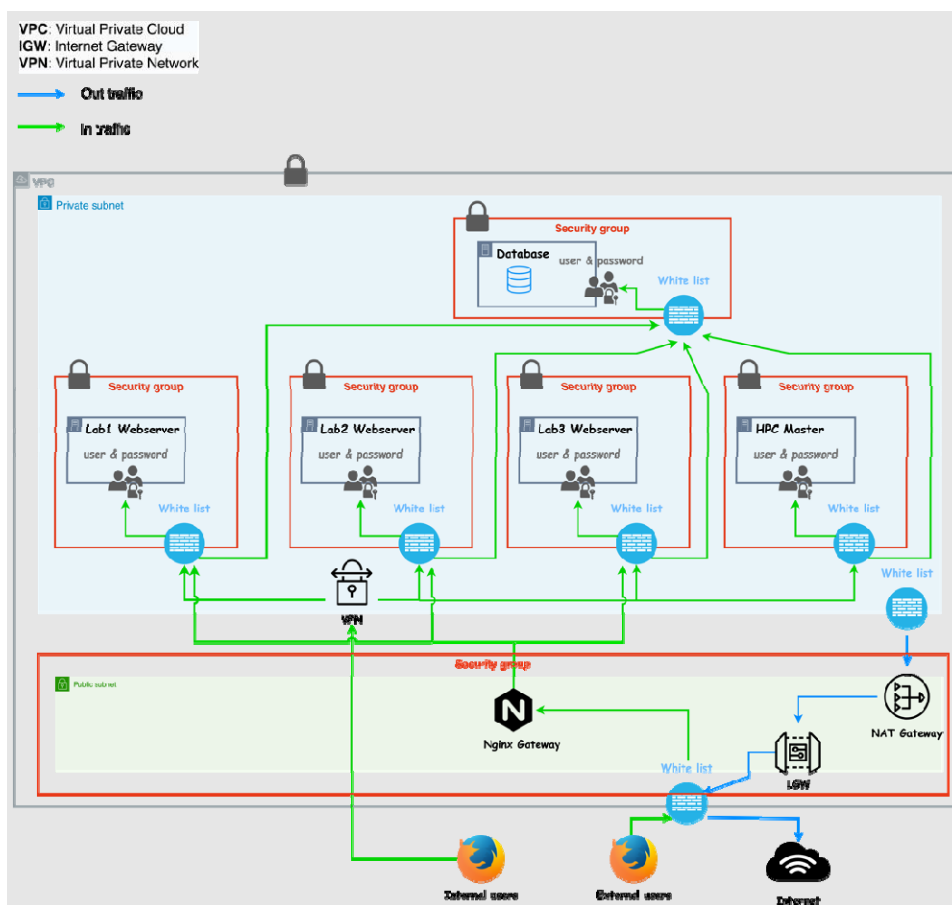 VPC: Virtual Private Cloud
IGW: Internet Gateway
VPN: Virtual Private Network
Out traffic
In traffic
VPC
Private subnet
Security group
Database
user & password
White list
Security group
Security group
Security group
Security group
Lab1 Webserver
Lab2 Webserver
Lab3 Webserver
HPC Master
user & password
user & password
user & password
user & password
White list
White list
White list
White list
White list
VPN
Security group
Public subnet
Nginx Gateway
NAT Gateway
White list
IGW
Internal users
External users
Internet